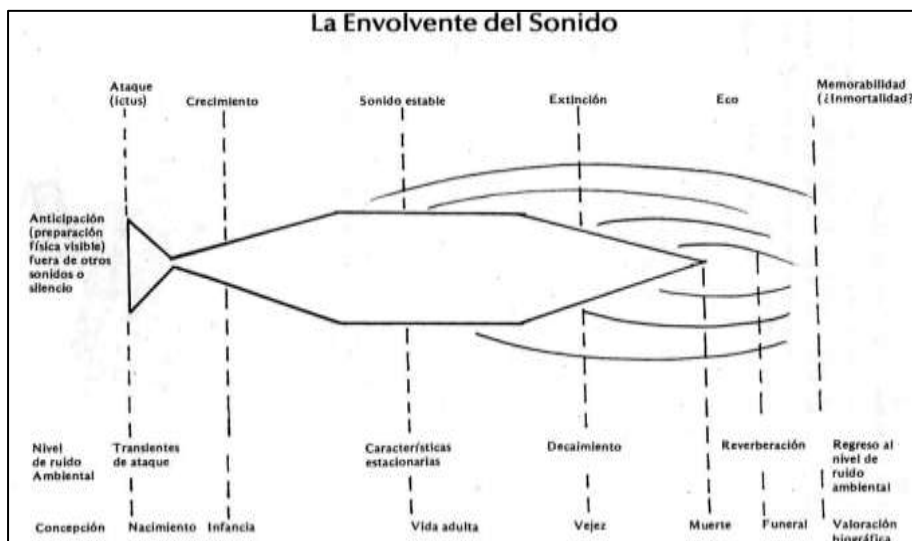 La Envolvente del Sonido
Ataque
(ictus)
Crecimiento
Sonido estable
Extinción
Eco
Memorabilidad
(¿Inmortalidad?
Anticipación
(preparación
física visible)
fuera de otros
sonidos o
silencio
Nivel
de ruido
Ambiental
Transientes
de ataque
Características
estacionarias
Decaimiento
Reverberación
Regreso al
nivel de
ruido
ambiental
Concepción
Nacimiento
Infancia
Vida adulta
Vejez
Muerte
Funeral
Valoración
biográfica